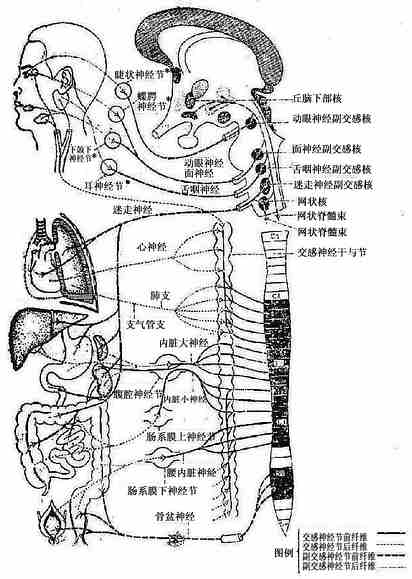 睫状神经节*
蝶腭
神经节*
丘脑下部核
动眼神经副交感核
面神经副交感核
舌咽神经副交感核
迷走神经副交感核
网状核
网状脊髓束
网状脊髓束
交感神经干与节
下颌下
神经节*
耳神经节*
动眼神经
面神经
舌咽神经
迷走神经
心神经
肺支
支气管支
内脏大神经
腹腔神经节
内脏小神经
肠系膜上神经节
腰内脏神经
肠系膜下神经节
骨盆神经
C1
图例
交感神经节前纤维
交感神经节后纤维
副交感神经节前纤维
副交感神经节后纤维